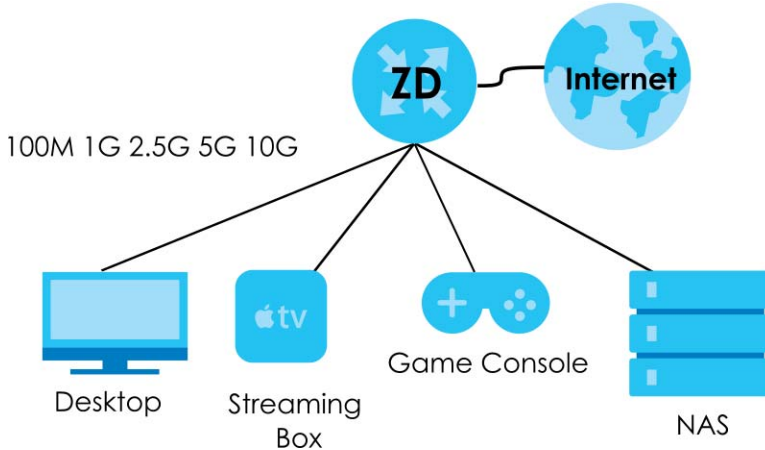 ZD
Internet
100M 1G 2.5G 5G 10G
tv
Desktop
Streaming
Box
Game Console
NAS